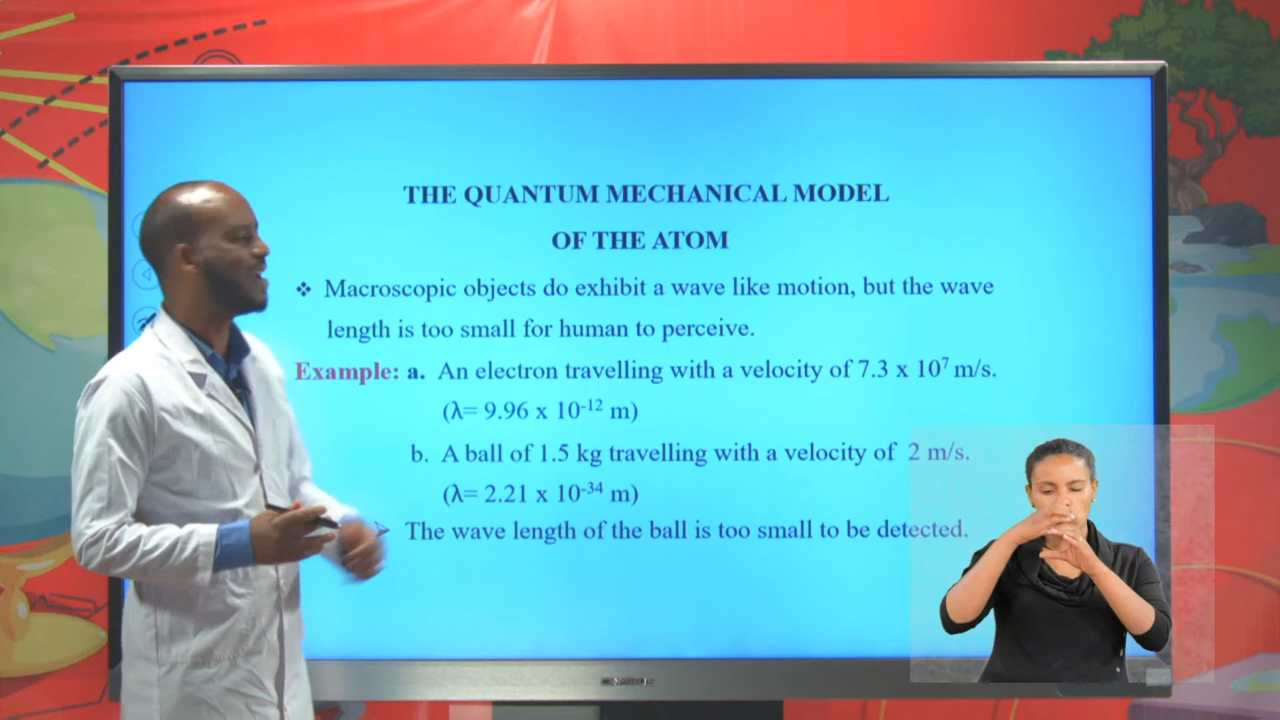 THE QUANTUM MECHANICAL MODEL
OF THE ATOM
❖ Macroscopic objects do exhibit a wave like motion, but the wave
length is too small for human to perceive.
Example: a. An electron travelling with a velocity of 7.3 x 10⁷ m/s.
(λ= 9.96 x 10⁻¹² m)
b. A ball of 1.5 kg travelling with a velocity of 2 m/s.
(λ= 2.21 x 10⁻³⁴ m)
➢ The wave length of the ball is too small to be detected.